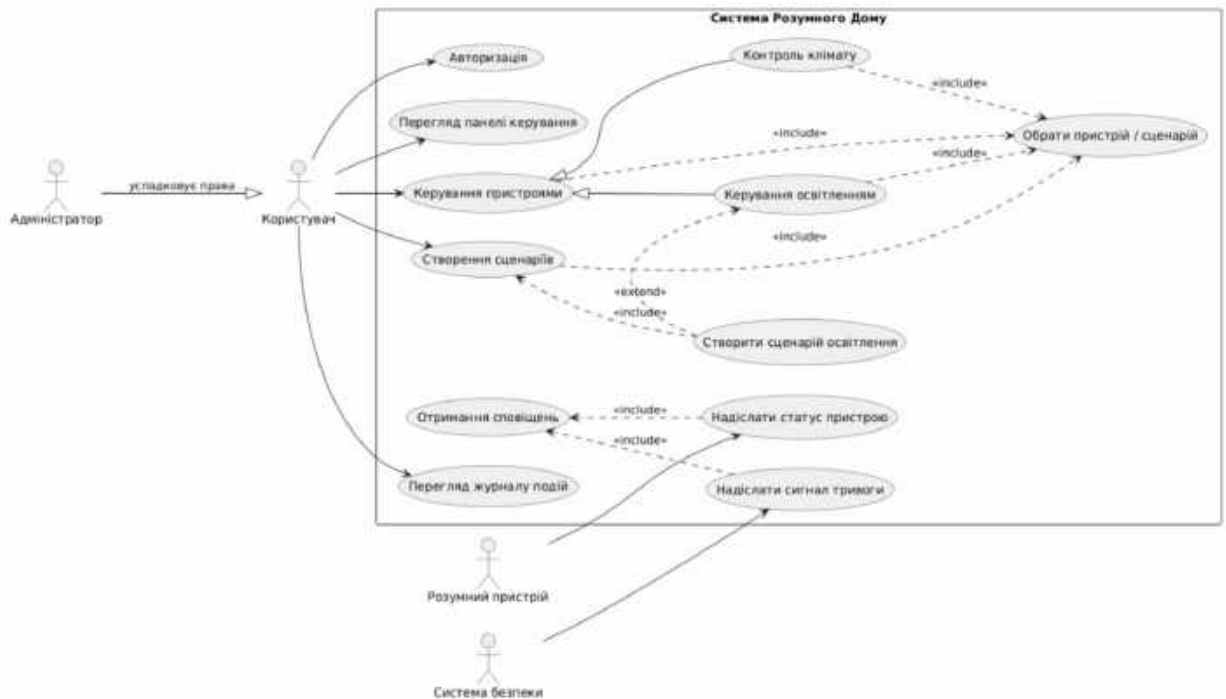 Система Розумного Дому
Авторизація
Контроль клімату
«include»
Перегляд панелі керування
«include»
Обрати пристрій / сценарій
«include»
успадковує права
Керування пристроями
Керування освітленням
Адміністратор
Користувач
«include»
Створення сценаріїв
«extend»
«include»
Створити сценарій освітлення
Отримання сповіщень
«include»
Надіслати статус пристрою
«include»
Перегляд журналу подій
Надіслати сигнал тривоги
Розумний пристрій
Система безпеки